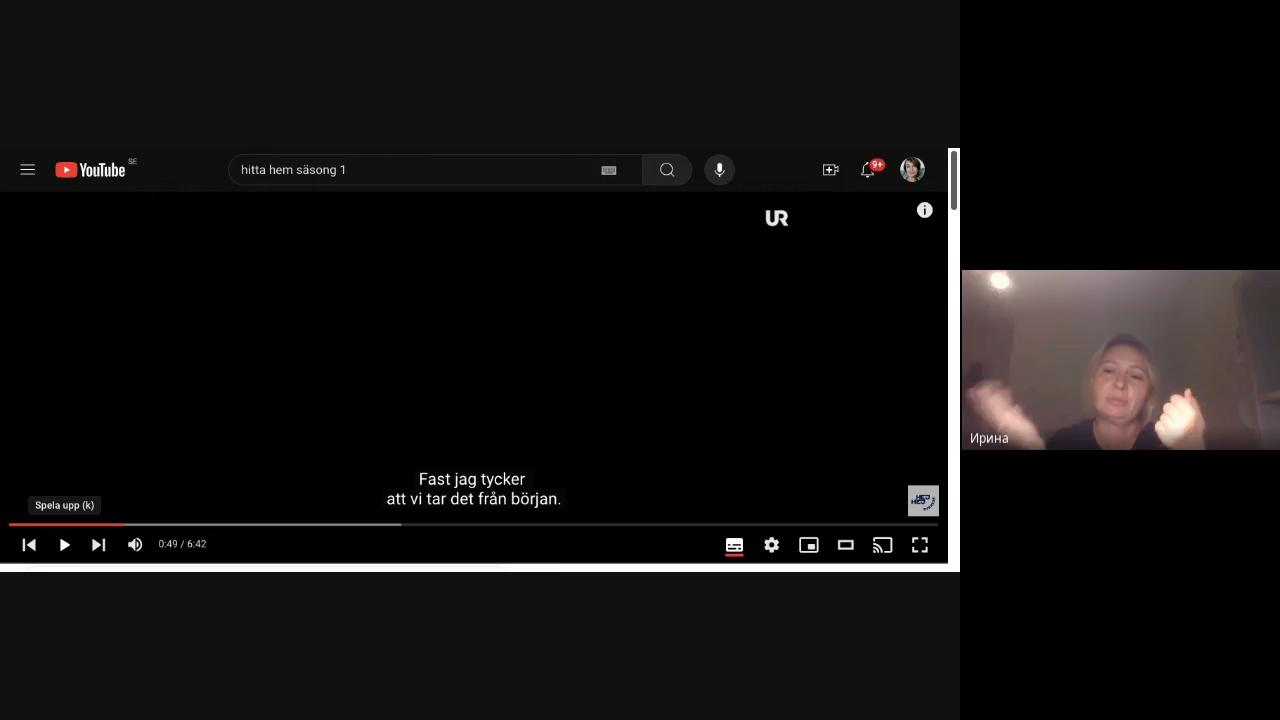 YouTube SE
hitta hem säsong 1
9+
UR
Fast jag tycker
att vi tar det från början.
Spela upp (k)
0:49 / 6:42
Ирина